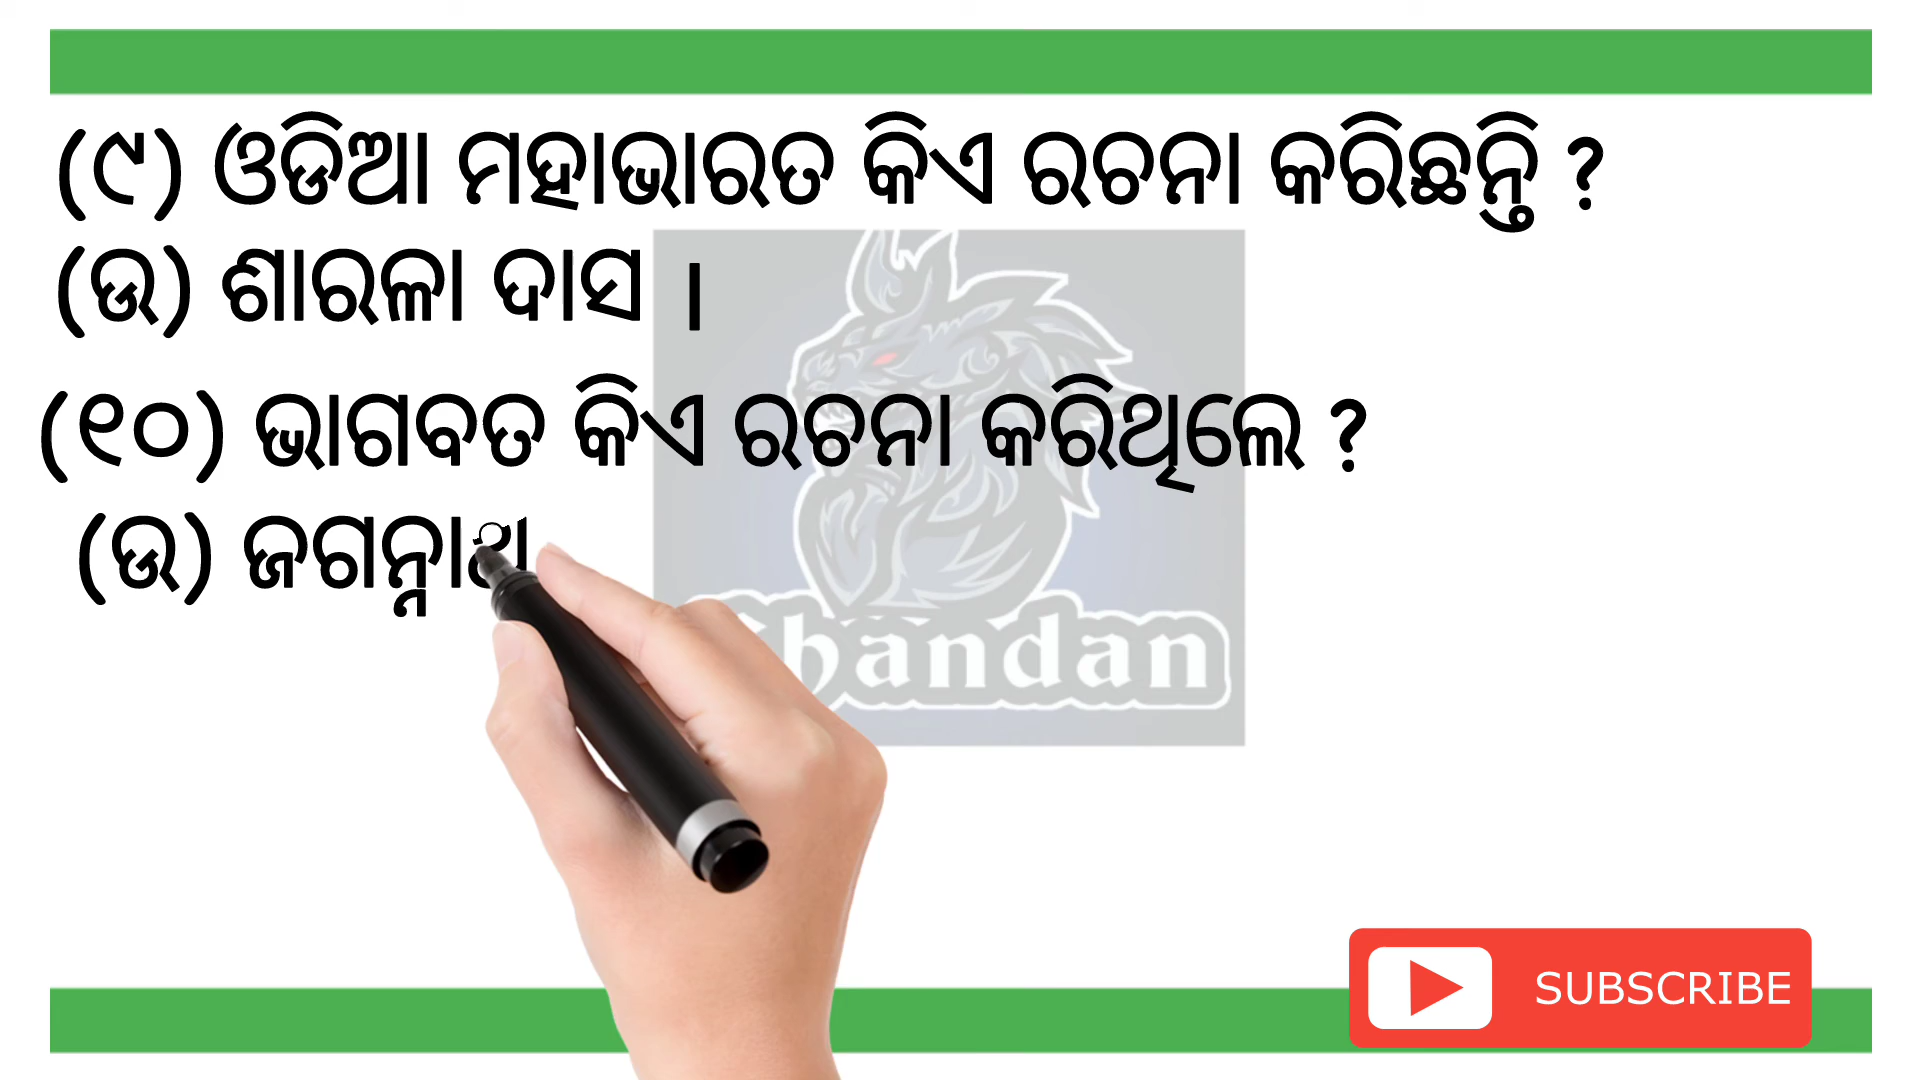 (୯) ଓଡିଆ ମହାଭାରତ କିଏ ରଚନା କରିଛନ୍ତି ?
(ଉ) ଶାରଳା ଦାସ ।
(୧୦) ଭାଗବତ କିଏ ରଚନା କରିଥିଲେ ?
(ଉ) ଜଗନ୍ନାଥ
handan
SUBSCRIBE